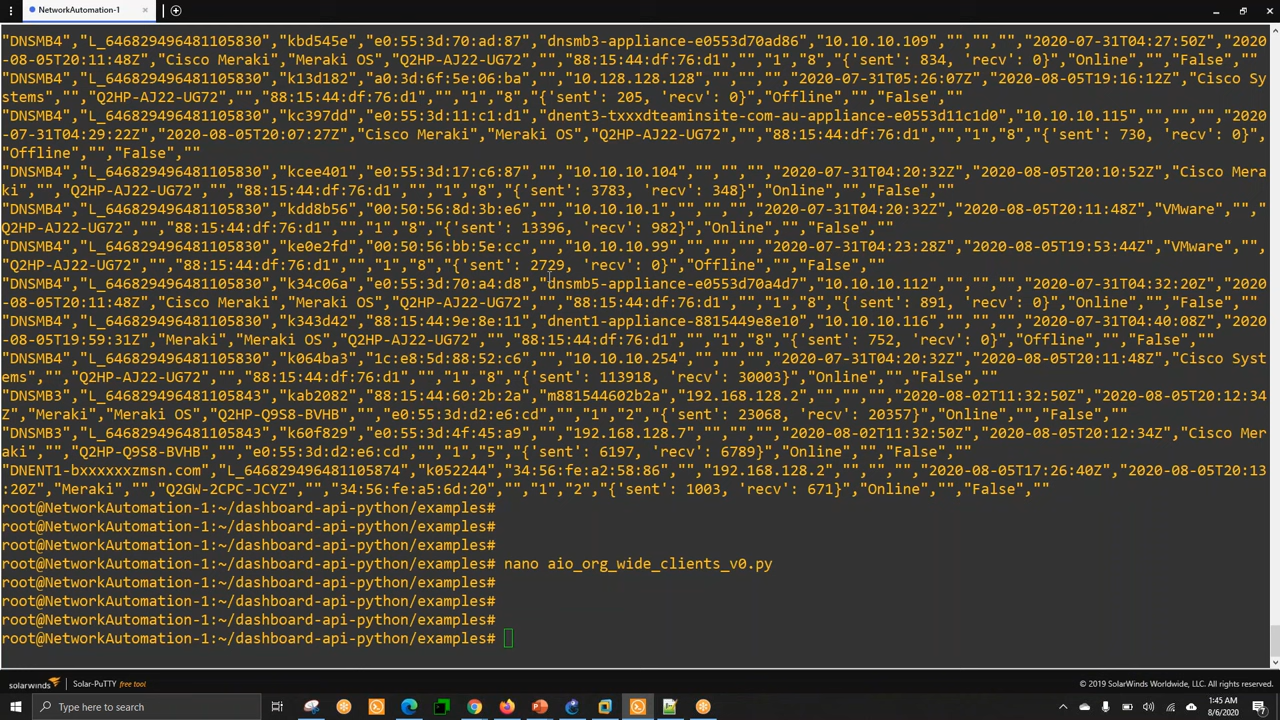 NetworkAutomation-1
"DNSMB4","L_646829496481105830","kbd545e","e0:55:3d:70:ad:87","dnsmb3-appliance-e0553d70ad86","10.10.10.109","","","","2020-07-31T04:27:50Z","2020
-08-05T20:11:48Z","Cisco Meraki","Meraki OS","Q2HP-AJ22-UG72","","88:15:44:df:76:d1","","1","8","{'sent': 834, 'recv': 0}","Online","","False",""
"DNSMB4","L_646829496481105830","k13d182","a0:3d:6f:5e:06:ba","","10.128.128.128","","","","2020-07-31T05:26:07Z","2020-08-05T19:16:12Z","Cisco Sy
stems","","Q2HP-AJ22-UG72","","88:15:44:df:76:d1","","1","8","{'sent': 205, 'recv': 0}","Offline","","False",""
"DNSMB4","L_646829496481105830","kc397dd","e0:55:3d:11:c1:d1","dnent3-txxxdteaminsite-com-au-appliance-e0553d11c1d0","10.10.10.115","","","","2020-
07-31T04:29:22Z","2020-08-05T20:07:27Z","Cisco Meraki","Meraki OS","Q2HP-AJ22-UG72","","88:15:44:df:76:d1","","1","8","{'sent': 730, 'recv': 0}","
Offline","","False",""
"DNSMB4","L_646829496481105830","kcee401","e0:55:3d:17:c6:87","","10.10.10.104","","","","2020-07-31T04:20:32Z","2020-08-05T20:10:52Z","Cisco Mera
ki","","Q2HP-AJ22-UG72","","88:15:44:df:76:d1","","1","8","{'sent': 3783, 'recv': 348}","Online","","False",""
"DNSMB4","L_646829496481105830","kdd8b56","00:50:56:8d:3b:e6","","10.10.10.1","","","","2020-07-31T04:20:32Z","2020-08-05T20:11:48Z","VMware","","
Q2HP-AJ22-UG72","","88:15:44:df:76:d1","","1","8","{'sent': 13396, 'recv': 982}","Online","","False",""
"DNSMB4","L_646829496481105830","ke0e2fd","00:50:56:bb:5e:cc","","10.10.10.99","","","","2020-07-31T04:23:28Z","2020-08-05T19:53:44Z","VMware","",
"Q2HP-AJ22-UG72","","88:15:44:df:76:d1","","1","8","{'sent': 2729, 'recv': 0}","Offline","","False",""
"DNSMB4","L_646829496481105830","k34c06a","e0:55:3d:70:a4:d8","dnsmb5-appliance-e0553d70a4d7","10.10.10.112","","","","2020-07-31T04:32:20Z","2020
-08-05T20:11:48Z","Cisco Meraki","Meraki OS","Q2HP-AJ22-UG72","","88:15:44:df:76:d1","","1","8","{'sent': 891, 'recv': 0}","Online","","False",""
"DNSMB4","L_646829496481105830","k343d42","88:15:44:9e:8e:11","dnent1-appliance-8815449e8e10","10.10.10.116","","","","2020-07-31T04:40:08Z","2020
-08-05T19:59:31Z","Meraki","Meraki OS","Q2HP-AJ22-UG72","","88:15:44:df:76:d1","","1","8","{'sent': 752, 'recv': 0}","Offline","","False",""
"DNSMB4","L_646829496481105830","k064ba3","1c:e8:5d:88:52:c6","","10.10.10.254","","","","2020-07-31T04:20:32Z","2020-08-05T20:11:48Z","Cisco Syst
ems","","Q2HP-AJ22-UG72","","88:15:44:df:76:d1","","1","8","{'sent': 113918, 'recv': 30003}","Online","","False",""
"DNSMB3","L_646829496481105843","kab2082","88:15:44:60:2b:2a","m881544602b2a","192.168.128.2","","","","2020-08-02T11:32:50Z","2020-08-05T20:12:34
Z","Meraki","Meraki OS","Q2HP-Q9S8-BVHB","","e0:55:3d:d2:e6:cd","","1","2","{'sent': 23068, 'recv': 20357}","Online","","False",""
"DNSMB3","L_646829496481105843","k60f829","e0:55:3d:4f:45:a9","","192.168.128.7","","","","2020-08-02T11:32:50Z","2020-08-05T20:12:34Z","Cisco Mer
aki","","Q2HP-Q9S8-BVHB","","e0:55:3d:d2:e6:cd","","1","5","{'sent': 6197, 'recv': 6789}","Online","","False",""
"DNENT1-bxxxxxxzmsn.com","L_646829496481105874","k052244","34:56:fe:a2:58:86","","192.168.128.2","","","","2020-08-05T17:26:40Z","2020-08-05T20:13
:20Z","Meraki","","Q2GW-2CPC-JCYZ","","34:56:fe:a5:6d:20","","1","2","{'sent': 1003, 'recv': 671}","Online","","False",""
root@NetworkAutomation-1:~/dashboard-api-python/examples#
root@NetworkAutomation-1:~/dashboard-api-python/examples#
root@NetworkAutomation-1:~/dashboard-api-python/examples#
root@NetworkAutomation-1:~/dashboard-api-python/examples# nano aio_org_wide_clients_v0.py
root@NetworkAutomation-1:~/dashboard-api-python/examples#
root@NetworkAutomation-1:~/dashboard-api-python/examples#
root@NetworkAutomation-1:~/dashboard-api-python/examples#
root@NetworkAutomation-1:~/dashboard-api-python/examples#
solarwinds Solar-PuTTY free tool © 2019 SolarWinds Worldwide, LLC. All rights reserved.
Type here to search
1:45 AM
8/6/2020
7